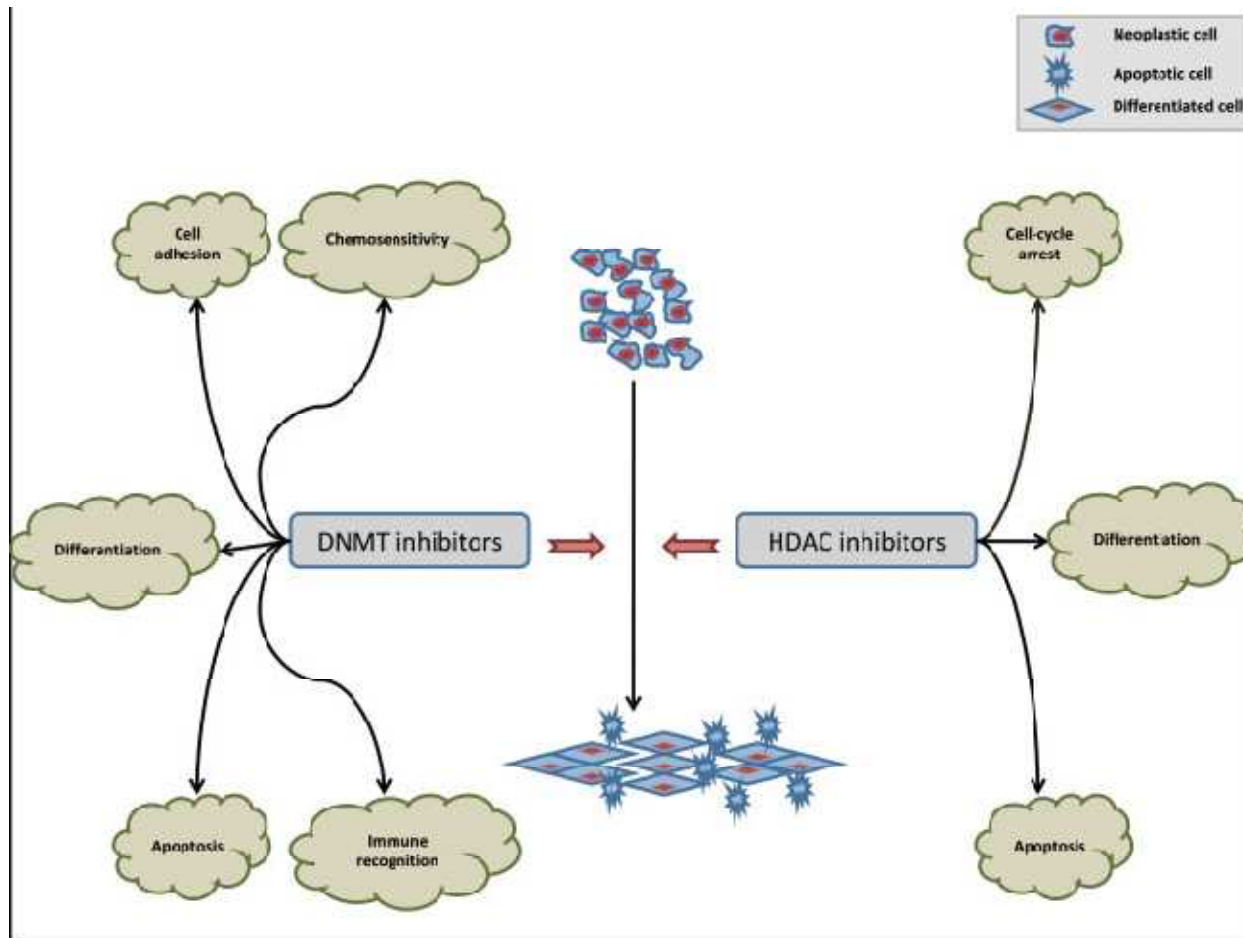 Neoplastic cell
Apoptotic cell
Differentiated cell
Cell
adhesion
Chemosensitivity
Cell-cycle
arrest
Differantiation
DNMT inhibitors
HDAC inhibitors
Differentiation
Apoptosis
Immune
recognition
Apoptosis